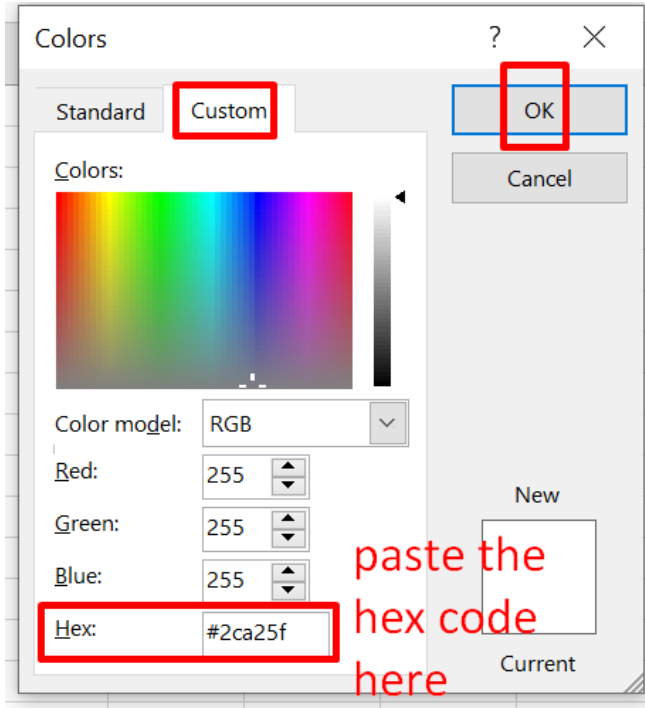 Colors ?
Standard Custom OK
Colors: Cancel
Color model: RGB
Red: 255
New
Green: 255
Blue: 255
Hex: #2ca25f
paste the
hex code
here
Current